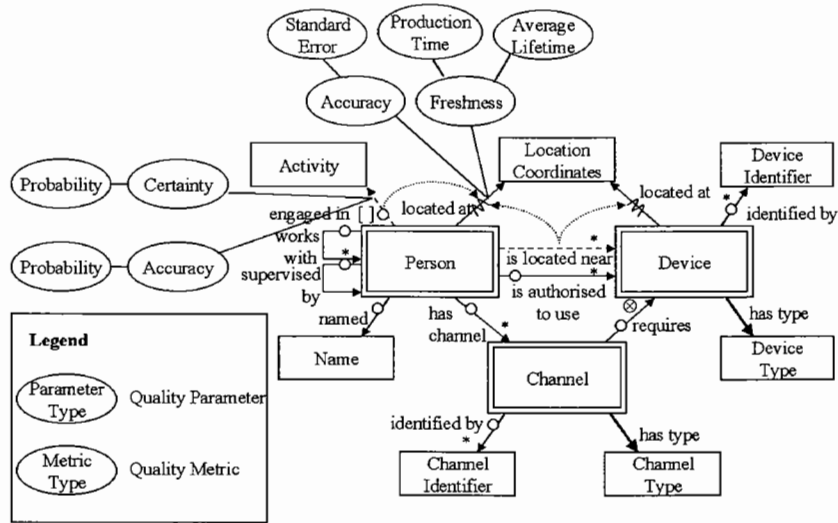 Standard
Error
Production
Time
Average
Lifetime
Accuracy
Freshness
Activity
Location
Coordinates
Device
Identifier
Probability
Certainty
engaged in [ ]
located at
located at
* identified by
works
with
*
supervised
by
Probability
Accuracy
Person
*
is located near
*
is authorised
to use
Device
named
has
channel
*
requires
has type
Name
Channel
Device
Type
identified by
*
has type
Channel
Identifier
Channel
Type
Legend
Parameter
Type
Quality Parameter
Metric
Type
Quality Metric